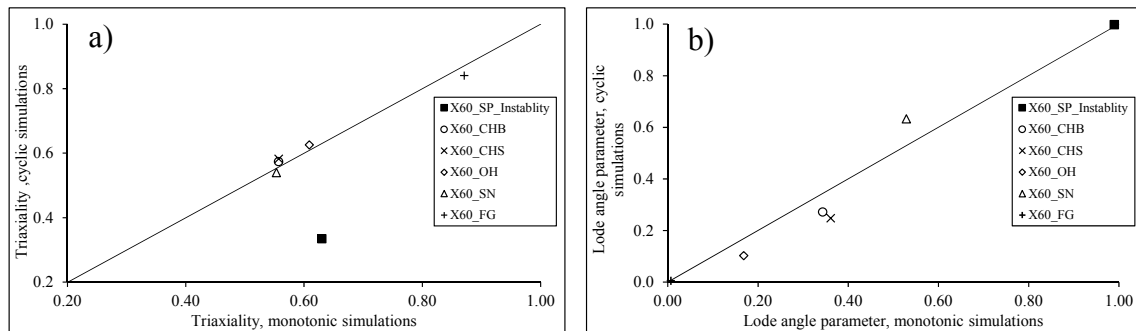 a)
1.0
0.8
0.6
0.4
0.2
0.20
0.40
0.60
0.80
1.00
Triaxiality ,cyclic simulations
Triaxiality, monotonic simulations
X60_SP_Instablity
X60_CHB
X60_CHS
X60_OH
X60_SN
X60_FG
b)
1.0
0.8
0.6
0.4
0.2
0.0
0.00
0.20
0.40
0.60
0.80
1.00
Lode angle parameter, cyclic
simulations
Lode angle parameter, monotonic simulations
X60_SP_Instablity
X60_CHB
X60_CHS
X60_OH
X60_SN
X60_FG